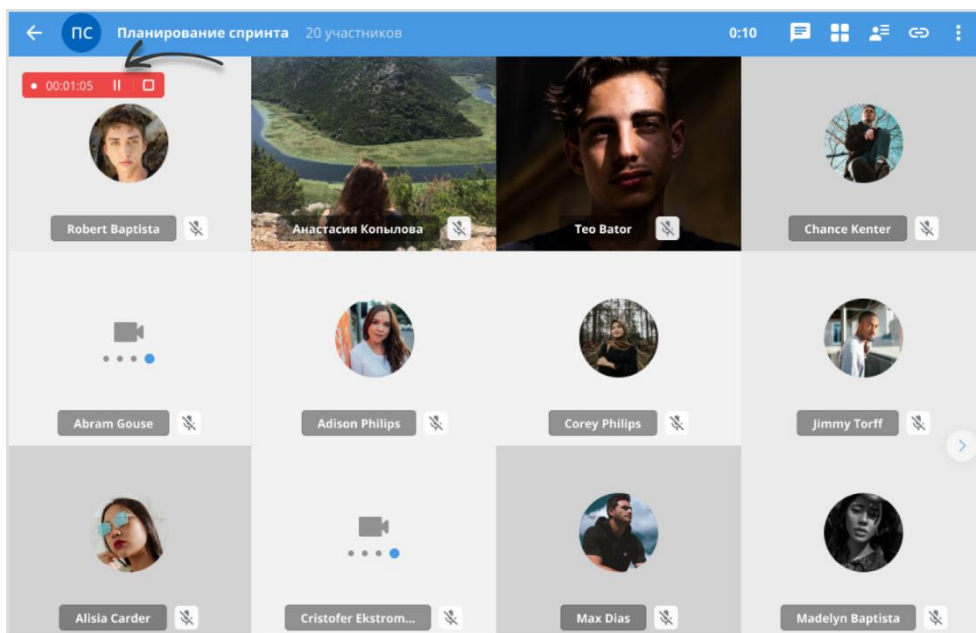 ПС Планирование спринта 20 участников 0:10
00:01:05
Robert Baptista
Анастасия Копылова
Teo Bator
Chance Kenter
Abram Gouse
Adison Philips
Corey Philips
Jimmy Torff
Alisia Carder
Cristofer Ekstrom...
Max Dias
Madelyn Baptista